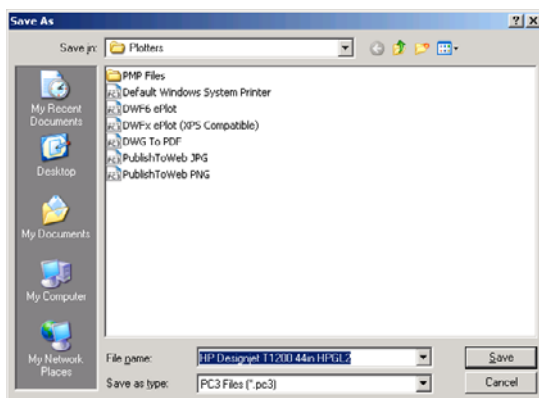 Save As
Save in: Plotters
PMP Files
Default Windows System Printer
DWF6 ePlot
DWFx ePlot (XPS Compatible)
DWG To PDF
PublishToWeb JPG
PublishToWeb PNG
My Recent
Documents
Desktop
My Documents
My Computer
My Network
Places
File name: HP Designjet T1200 44in HPGL2
Save
Save as type: PC3 Files (*.pc3)
Cancel